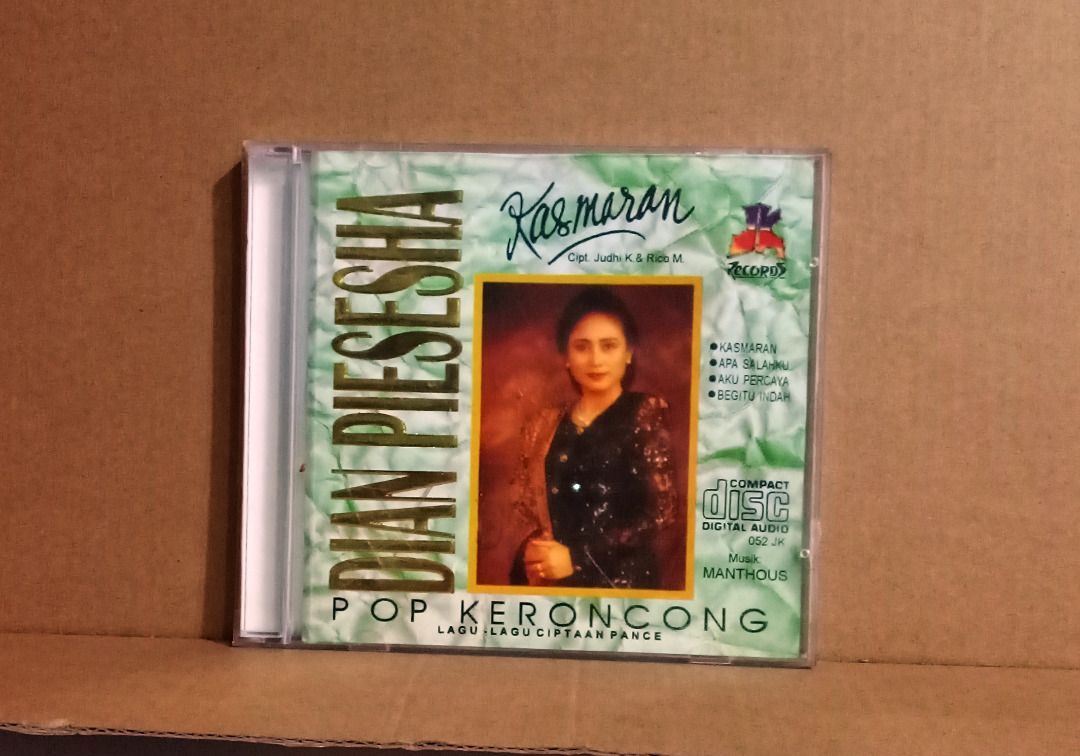 DIAN PIESESHA
Kasmaran
Cipt. Judhi K. & Rico M.
JK
RECORDS
• KASMARAN
• APA SALAHKU
• AKU PERCAYA
• BEGITU INDAH
COMPACT
disc
DIGITAL AUDIO
052 JK
Musik:
MANTHOUS
POP KERONCONG
LAGU-LAGU CIPTAAN PANCE